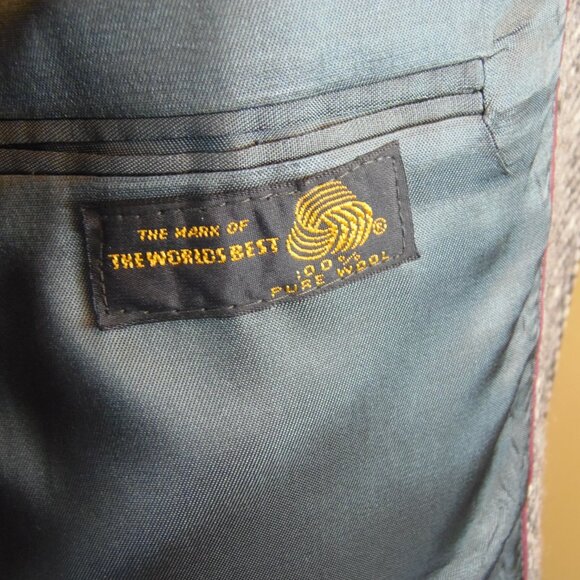 THE MARK OF
THE WORLDS BEST
®
100%
PURE WOOL